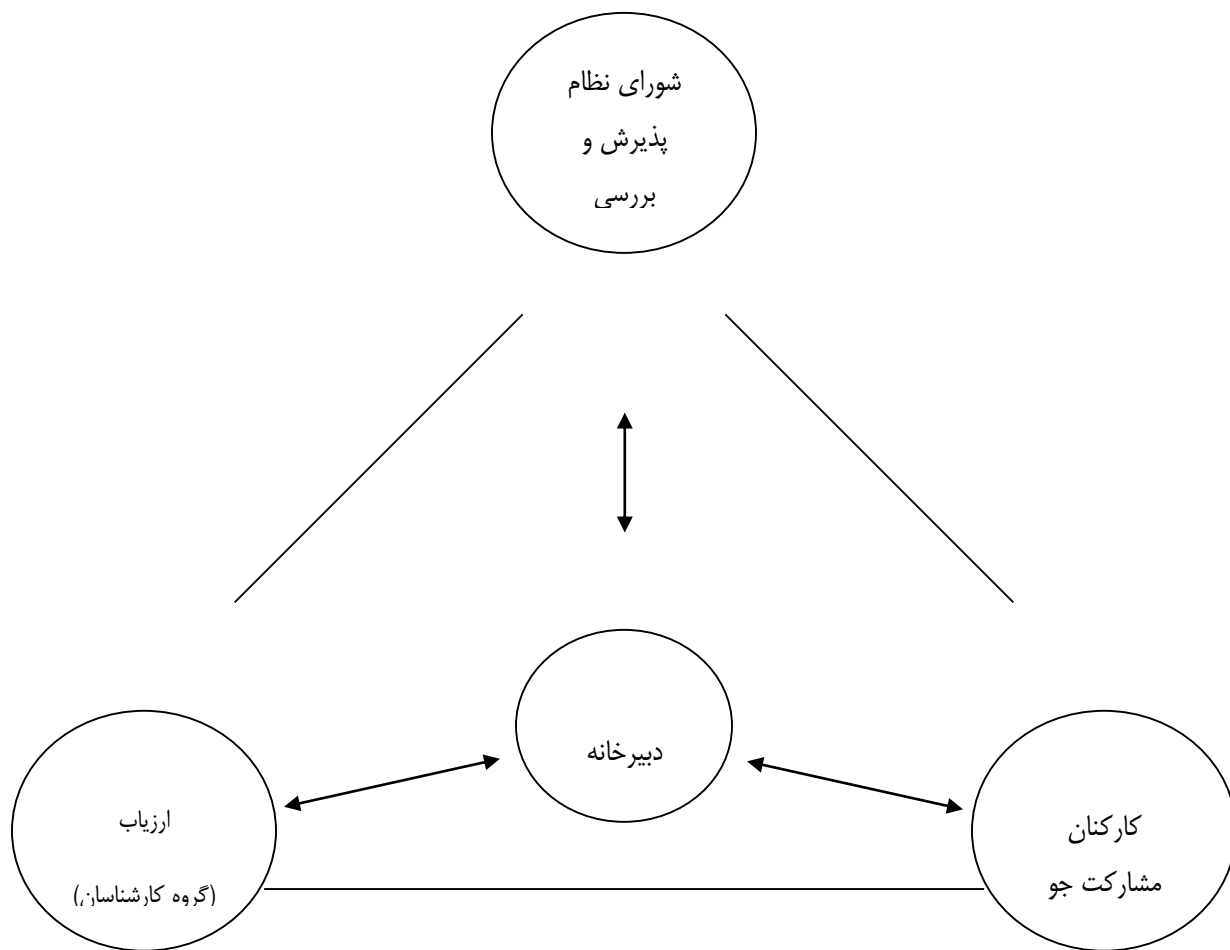 شورای نظام
پذیرش و
بررسی
دبیرخانه
کارکنان
مشارکت جو
ارزیاب
(گروه کارشناسان)